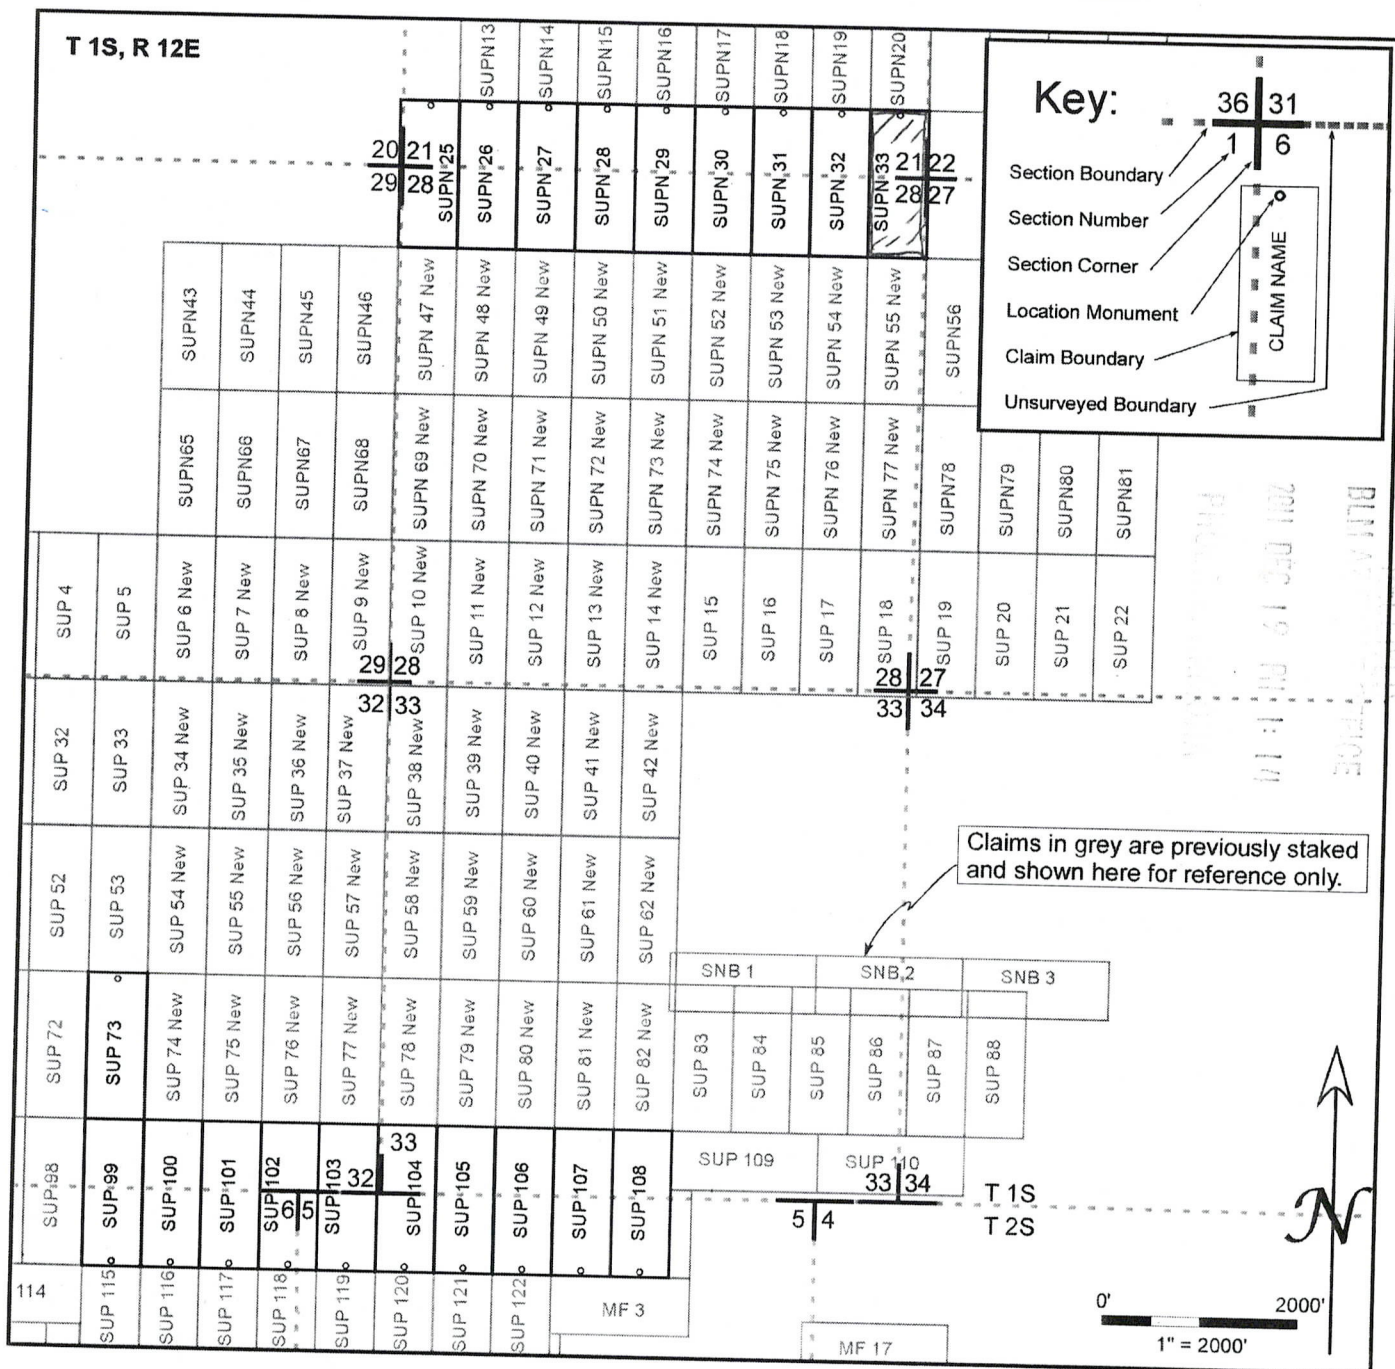 T 1S, R 12E
SUPN13 SUPN14 SUPN15 SUPN16 SUPN17 SUPN18 SUPN19 SUPN20
20 21
29 28
SUPN 25 SUPN 26 SUPN 27 SUPN 28 SUPN 29 SUPN 30 SUPN 31 SUPN 32 SUPN 33
21 22
28 27
Key:
36 31
1 6
Section Boundary
Section Number
Section Corner
Location Monument
Claim Boundary
Unsurveyed Boundary
CLAIM NAME
SUPN43 SUPN44 SUPN45 SUPN46 SUPN 47 New SUPN 48 New SUPN 49 New SUPN 50 New SUPN 51 New SUPN 52 New SUPN 53 New SUPN 54 New SUPN 55 New SUPN56
SUPN65 SUPN66 SUPN67 SUPN68 SUPN 69 New SUPN 70 New SUPN 71 New SUPN 72 New SUPN 73 New SUPN 74 New SUPN 75 New SUPN 76 New SUPN 77 New SUPN78 SUPN79 SUPN80 SUPN81
SUP 4 SUP 5 SUP 6 New SUP 7 New SUP 8 New SUP 9 New SUP 10 New SUP 11 New SUP 12 New SUP 13 New SUP 14 New SUP 15 SUP 16 SUP 17 SUP 18 SUP 19 SUP 20 SUP 21 SUP 22
29 28
32 33
28 27
33 34
SUP 32 SUP 33 SUP 34 New SUP 35 New SUP 36 New SUP 37 New SUP 38 New SUP 39 New SUP 40 New SUP 41 New SUP 42 New
Claims in grey are previously staked
and shown here for reference only.
SUP 52 SUP 53 SUP 54 New SUP 55 New SUP 56 New SUP 57 New SUP 58 New SUP 59 New SUP 60 New SUP 61 New SUP 62 New
SNB 1 SNB 2 SNB 3
SUP 72 SUP 73 SUP 74 New SUP 75 New SUP 76 New SUP 77 New SUP 78 New SUP 79 New SUP 80 New SUP 81 New SUP 82 New SUP 83 SUP 84 SUP 85 SUP 86 SUP 87 SUP 88
SUP 98 SUP 99 SUP 100 SUP 101 SUP 102 SUP 103 SUP 104 SUP 105 SUP 106 SUP 107 SUP 108 SUP 109 SUP 110
33
32
6 5
33 34
5 4
T 1S
T 2S
N
114 SUP 115 SUP 116 SUP 117 SUP 118 SUP 119 SUP 120 SUP 121 SUP 122 MF 3
MF 17
0' 2000'
1" = 2000'